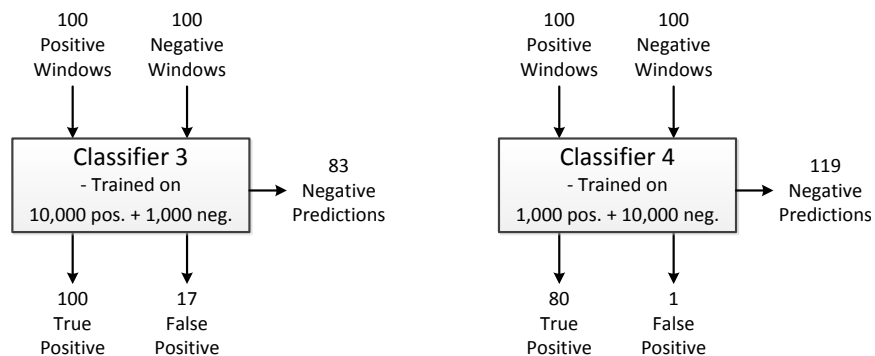 100
Positive
Windows
100
Negative
Windows
Classifier 3
- Trained on
10,000 pos. + 1,000 neg.
83
Negative
Predictions
100
True
Positive
17
False
Positive
100
Positive
Windows
100
Negative
Windows
Classifier 4
- Trained on
1,000 pos. + 10,000 neg.
119
Negative
Predictions
80
True
Positive
1
False
Positive